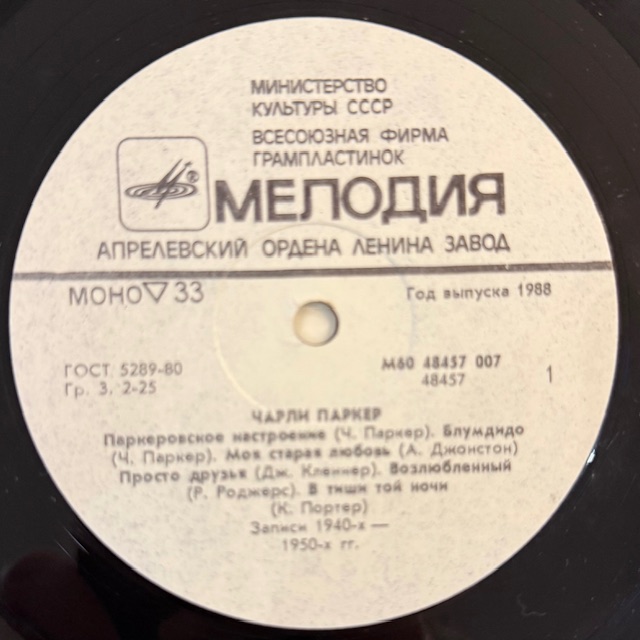 МИНИСТЕРСТВО
КУЛЬТУРЫ СССР
ВСЕСОЮЗНАЯ ФИРМА
ГРАМПЛАСТИНОК
МЕЛОДИЯ
АПРЕЛЕВСКИЙ ОРДЕНА ЛЕНИНА ЗАВОД
МОНО ▽ 33
Год выпуска 1988
ГОСТ 5289-80
Гр. 3. 2-25
М60 48457 007
48457
1
ЧАРЛИ ПАРКЕР
Паркеровское настроение (Ч. Паркер). Блумдидо
(Ч. Паркер). Моя старая любовь (А. Джонстон)
Просто друзья (Дж. Кленнер). Возлюбленный
(Р. Роджерс). В тиши той ночи
(К. Портер)
Записи 1940-х —
1950-х гг.